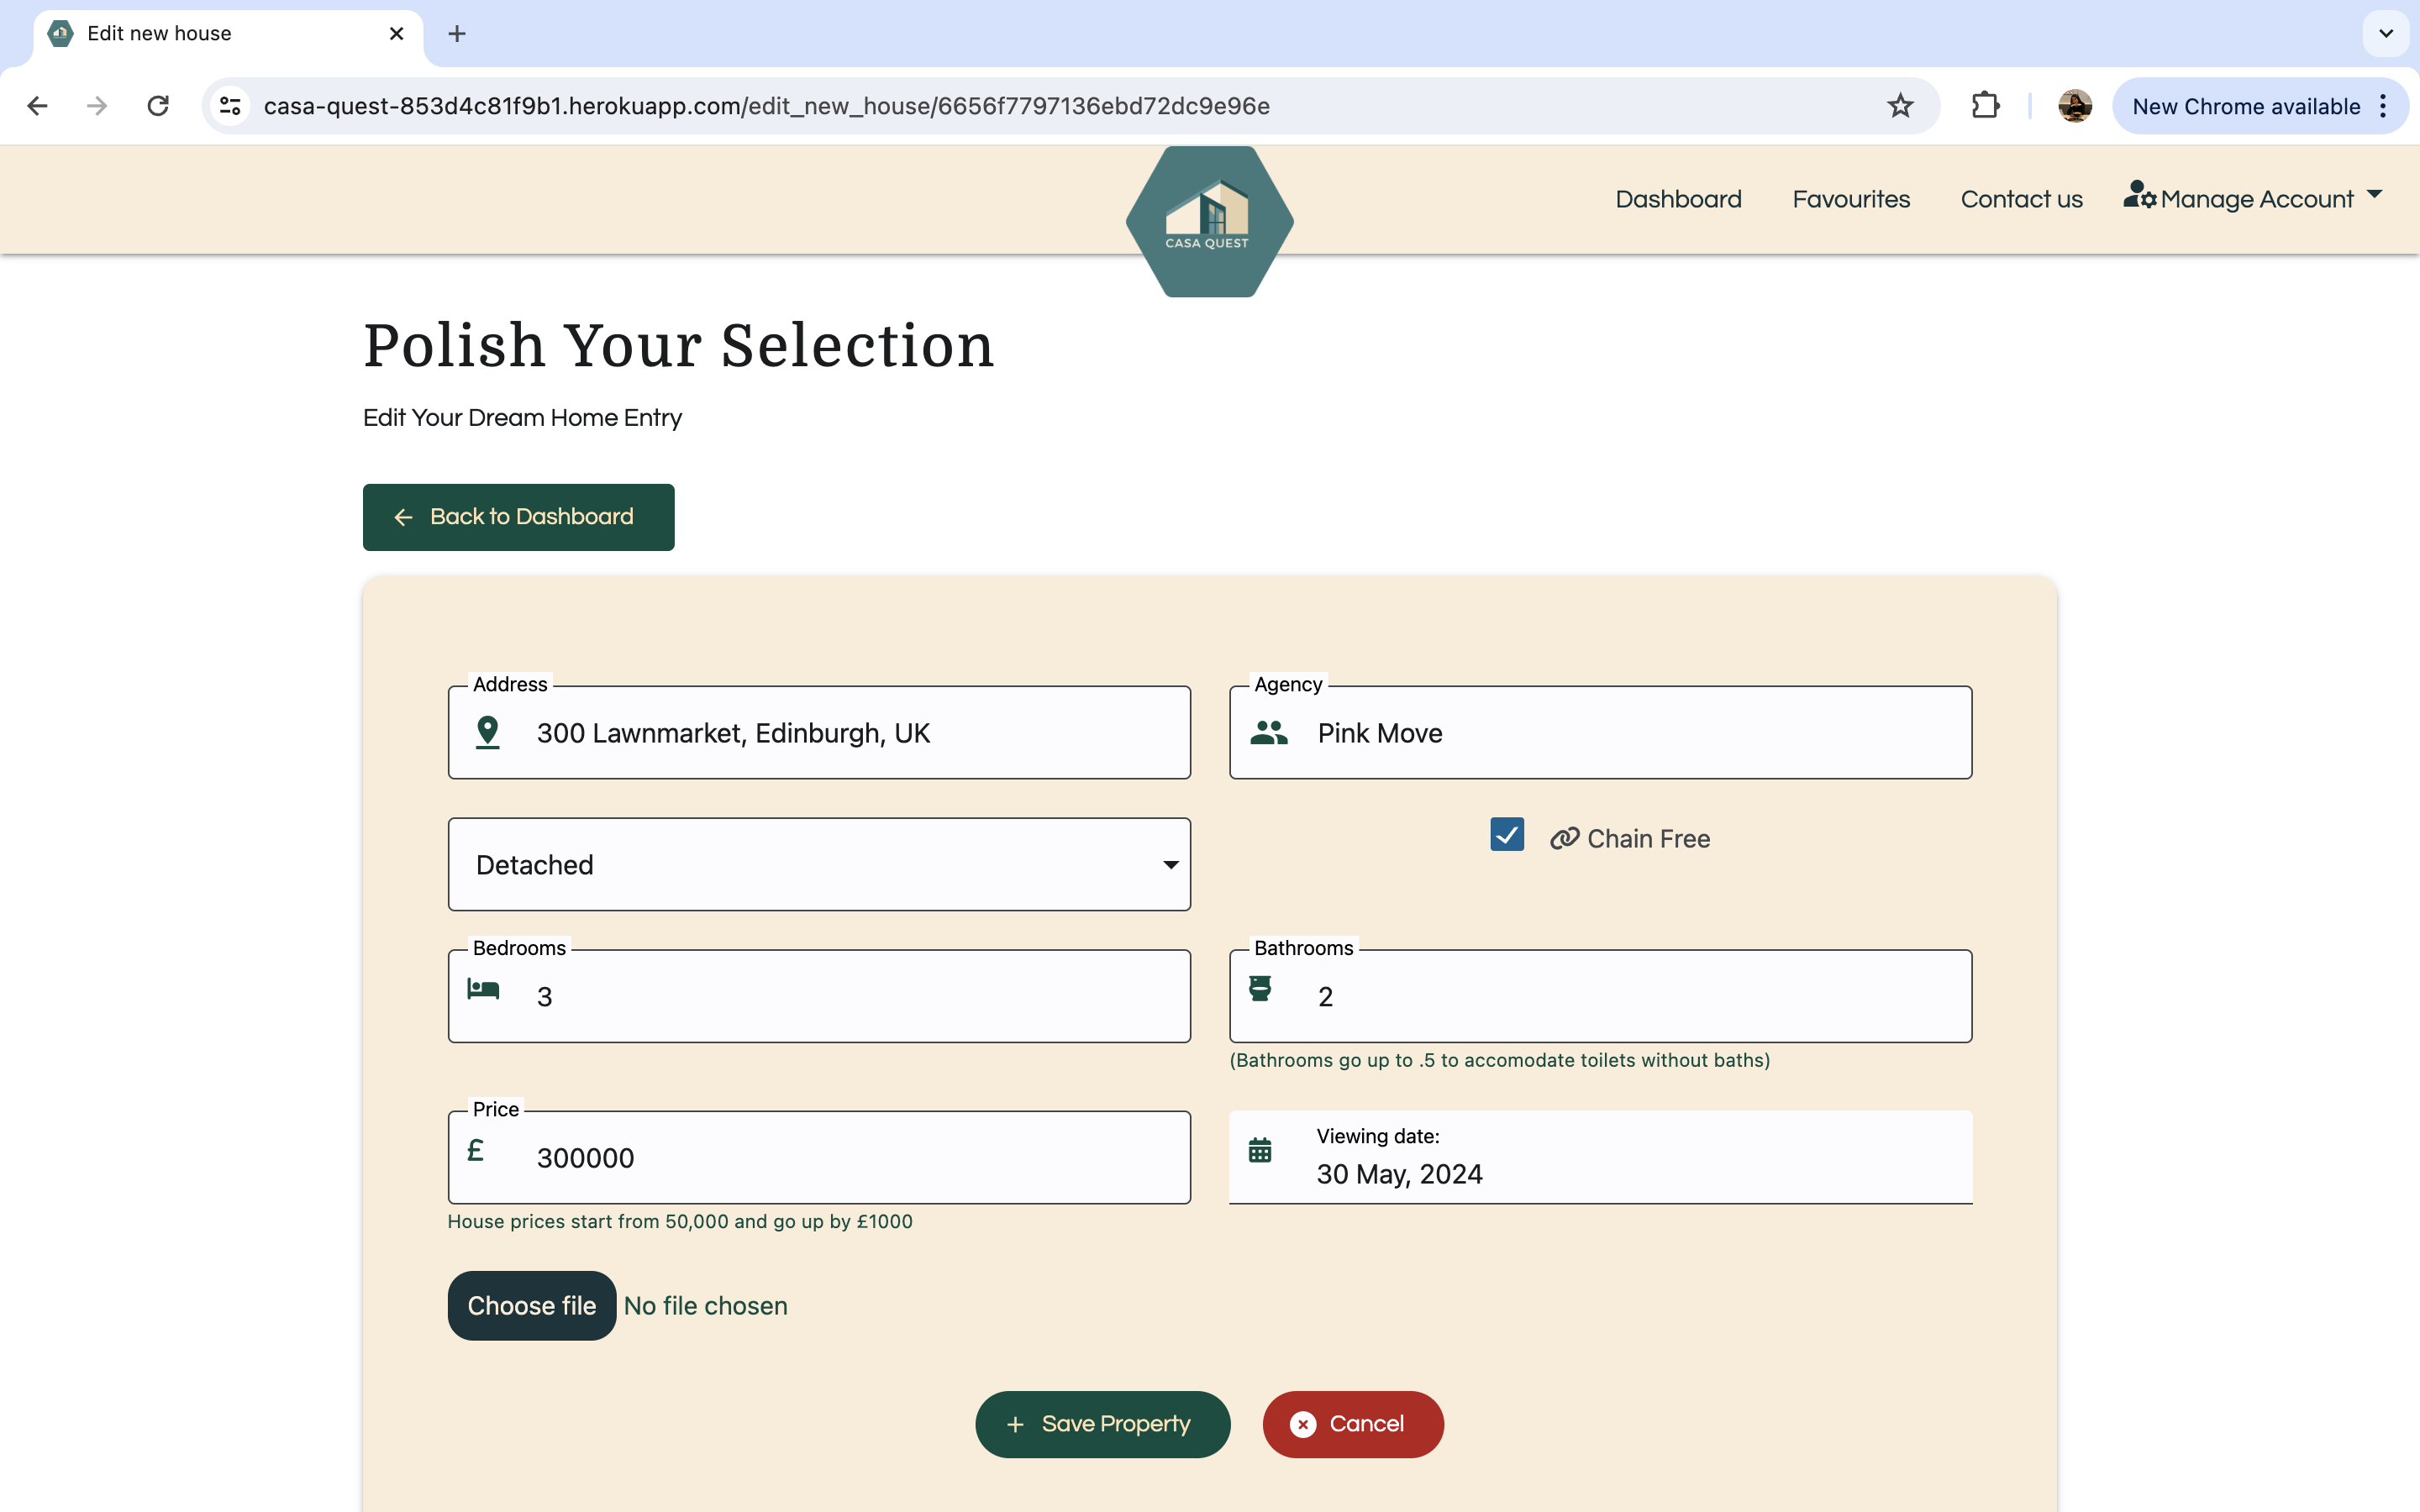 Edit new house
casa-quest-853d4c81f9b1.herokuapp.com/edit_new_house/6656f7797136ebd72dc9e96e
New Chrome available
CASA QUEST
Dashboard Favourites Contact us Manage Account
Polish Your Selection
Edit Your Dream Home Entry
Back to Dashboard
Address
300 Lawnmarket, Edinburgh, UK
Agency
Pink Move
Detached
Chain Free
Bedrooms
3
Bathrooms
2
(Bathrooms go up to .5 to accomodate toilets without baths)
Price
£ 300000
House prices start from 50,000 and go up by £1000
Viewing date:
30 May, 2024
Choose file No file chosen
Save Property
Cancel